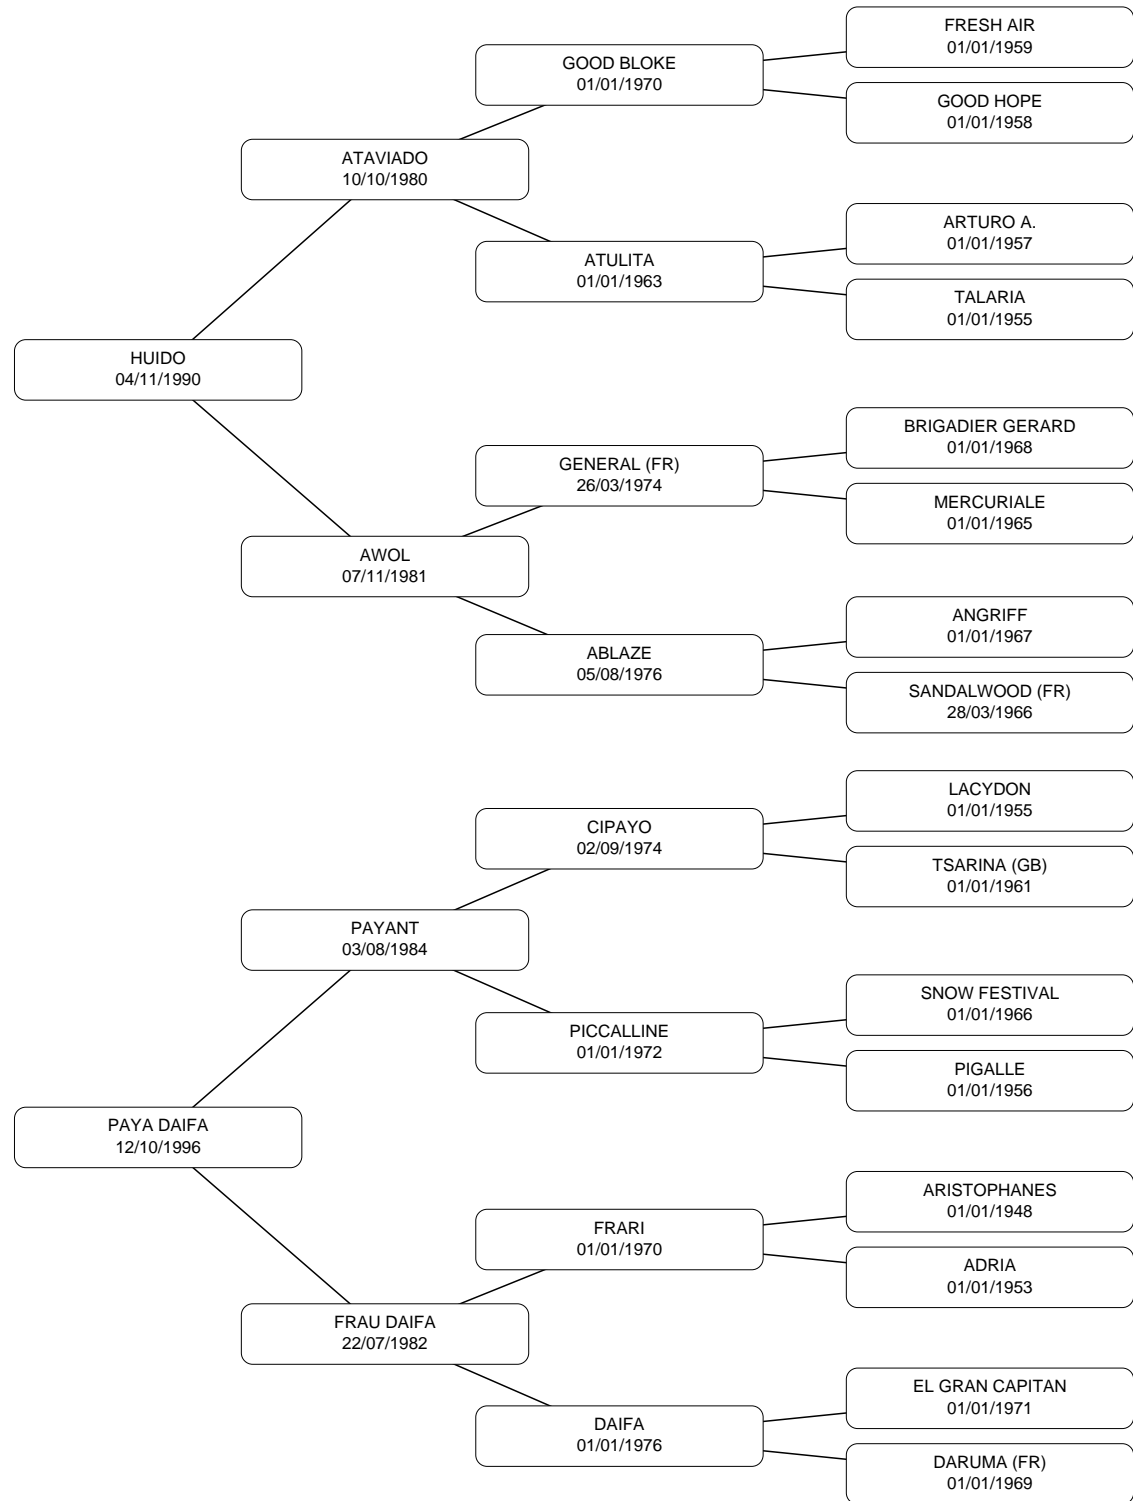 FRESH AIR
01/01/1959
GOOD BLOKE
01/01/1970
GOOD HOPE
01/01/1958
ATAVIADO
10/10/1980
ARTURO A.
01/01/1957
ATULITA
01/01/1963
TALARIA
01/01/1955
HUIDO
04/11/1990
BRIGADIER GERARD
01/01/1968
GENERAL (FR)
26/03/1974
MERCURIALE
01/01/1965
AWOL
07/11/1981
ANGRIFF
01/01/1967
ABLAZE
05/08/1976
SANDALWOOD (FR)
28/03/1966
LACYDON
01/01/1955
CIPAYO
02/09/1974
TSARINA (GB)
01/01/1961
PAYANT
03/08/1984
SNOW FESTIVAL
01/01/1966
PICCALLINE
01/01/1972
PIGALLE
01/01/1956
PAYA DAIFA
12/10/1996
ARISTOPHANES
01/01/1948
FRARI
01/01/1970
ADRIA
01/01/1953
FRAU DAIFA
22/07/1982
EL GRAN CAPITAN
01/01/1971
DAIFA
01/01/1976
DARUMA (FR)
01/01/1969